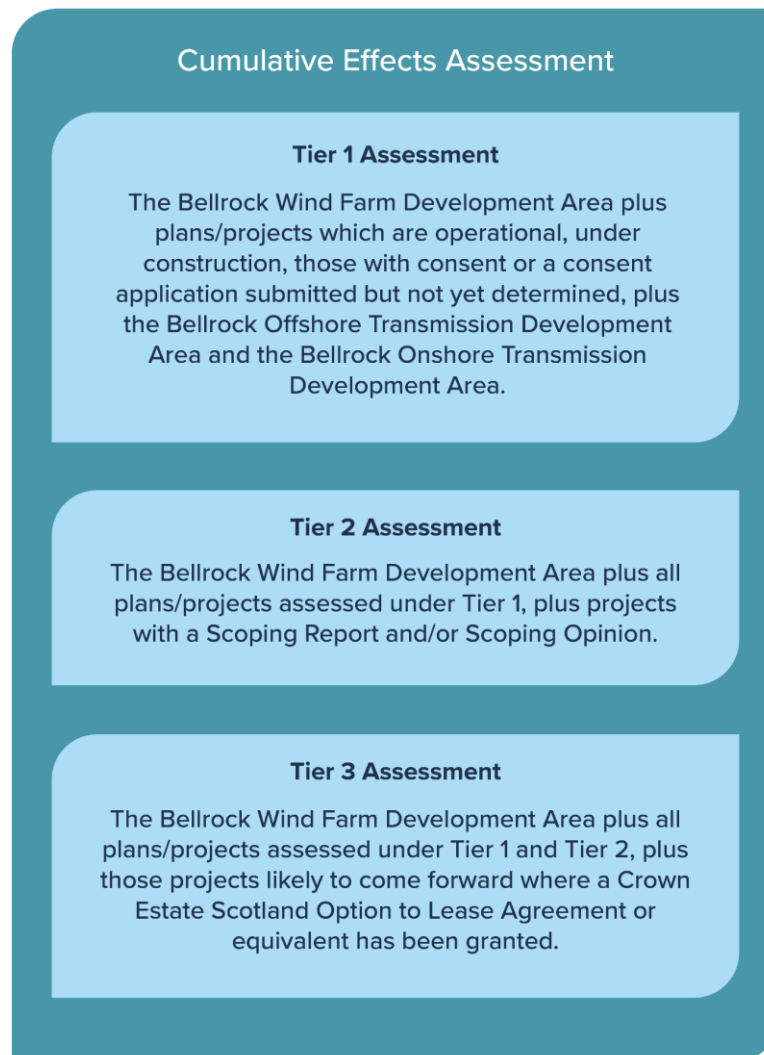 Cumulative Effects Assessment
Tier 1 Assessment
The Bellrock Wind Farm Development Area plus
plans/projects which are operational, under
construction, those with consent or a consent
application submitted but not yet determined, plus
the Bellrock Offshore Transmission Development
Area and the Bellrock Onshore Transmission
Development Area.
Tier 2 Assessment
The Bellrock Wind Farm Development Area plus all
plans/projects assessed under Tier 1, plus projects
with a Scoping Report and/or Scoping Opinion.
Tier 3 Assessment
The Bellrock Wind Farm Development Area plus all
plans/projects assessed under Tier 1 and Tier 2, plus
those projects likely to come forward where a Crown
Estate Scotland Option to Lease Agreement or
equivalent has been granted.